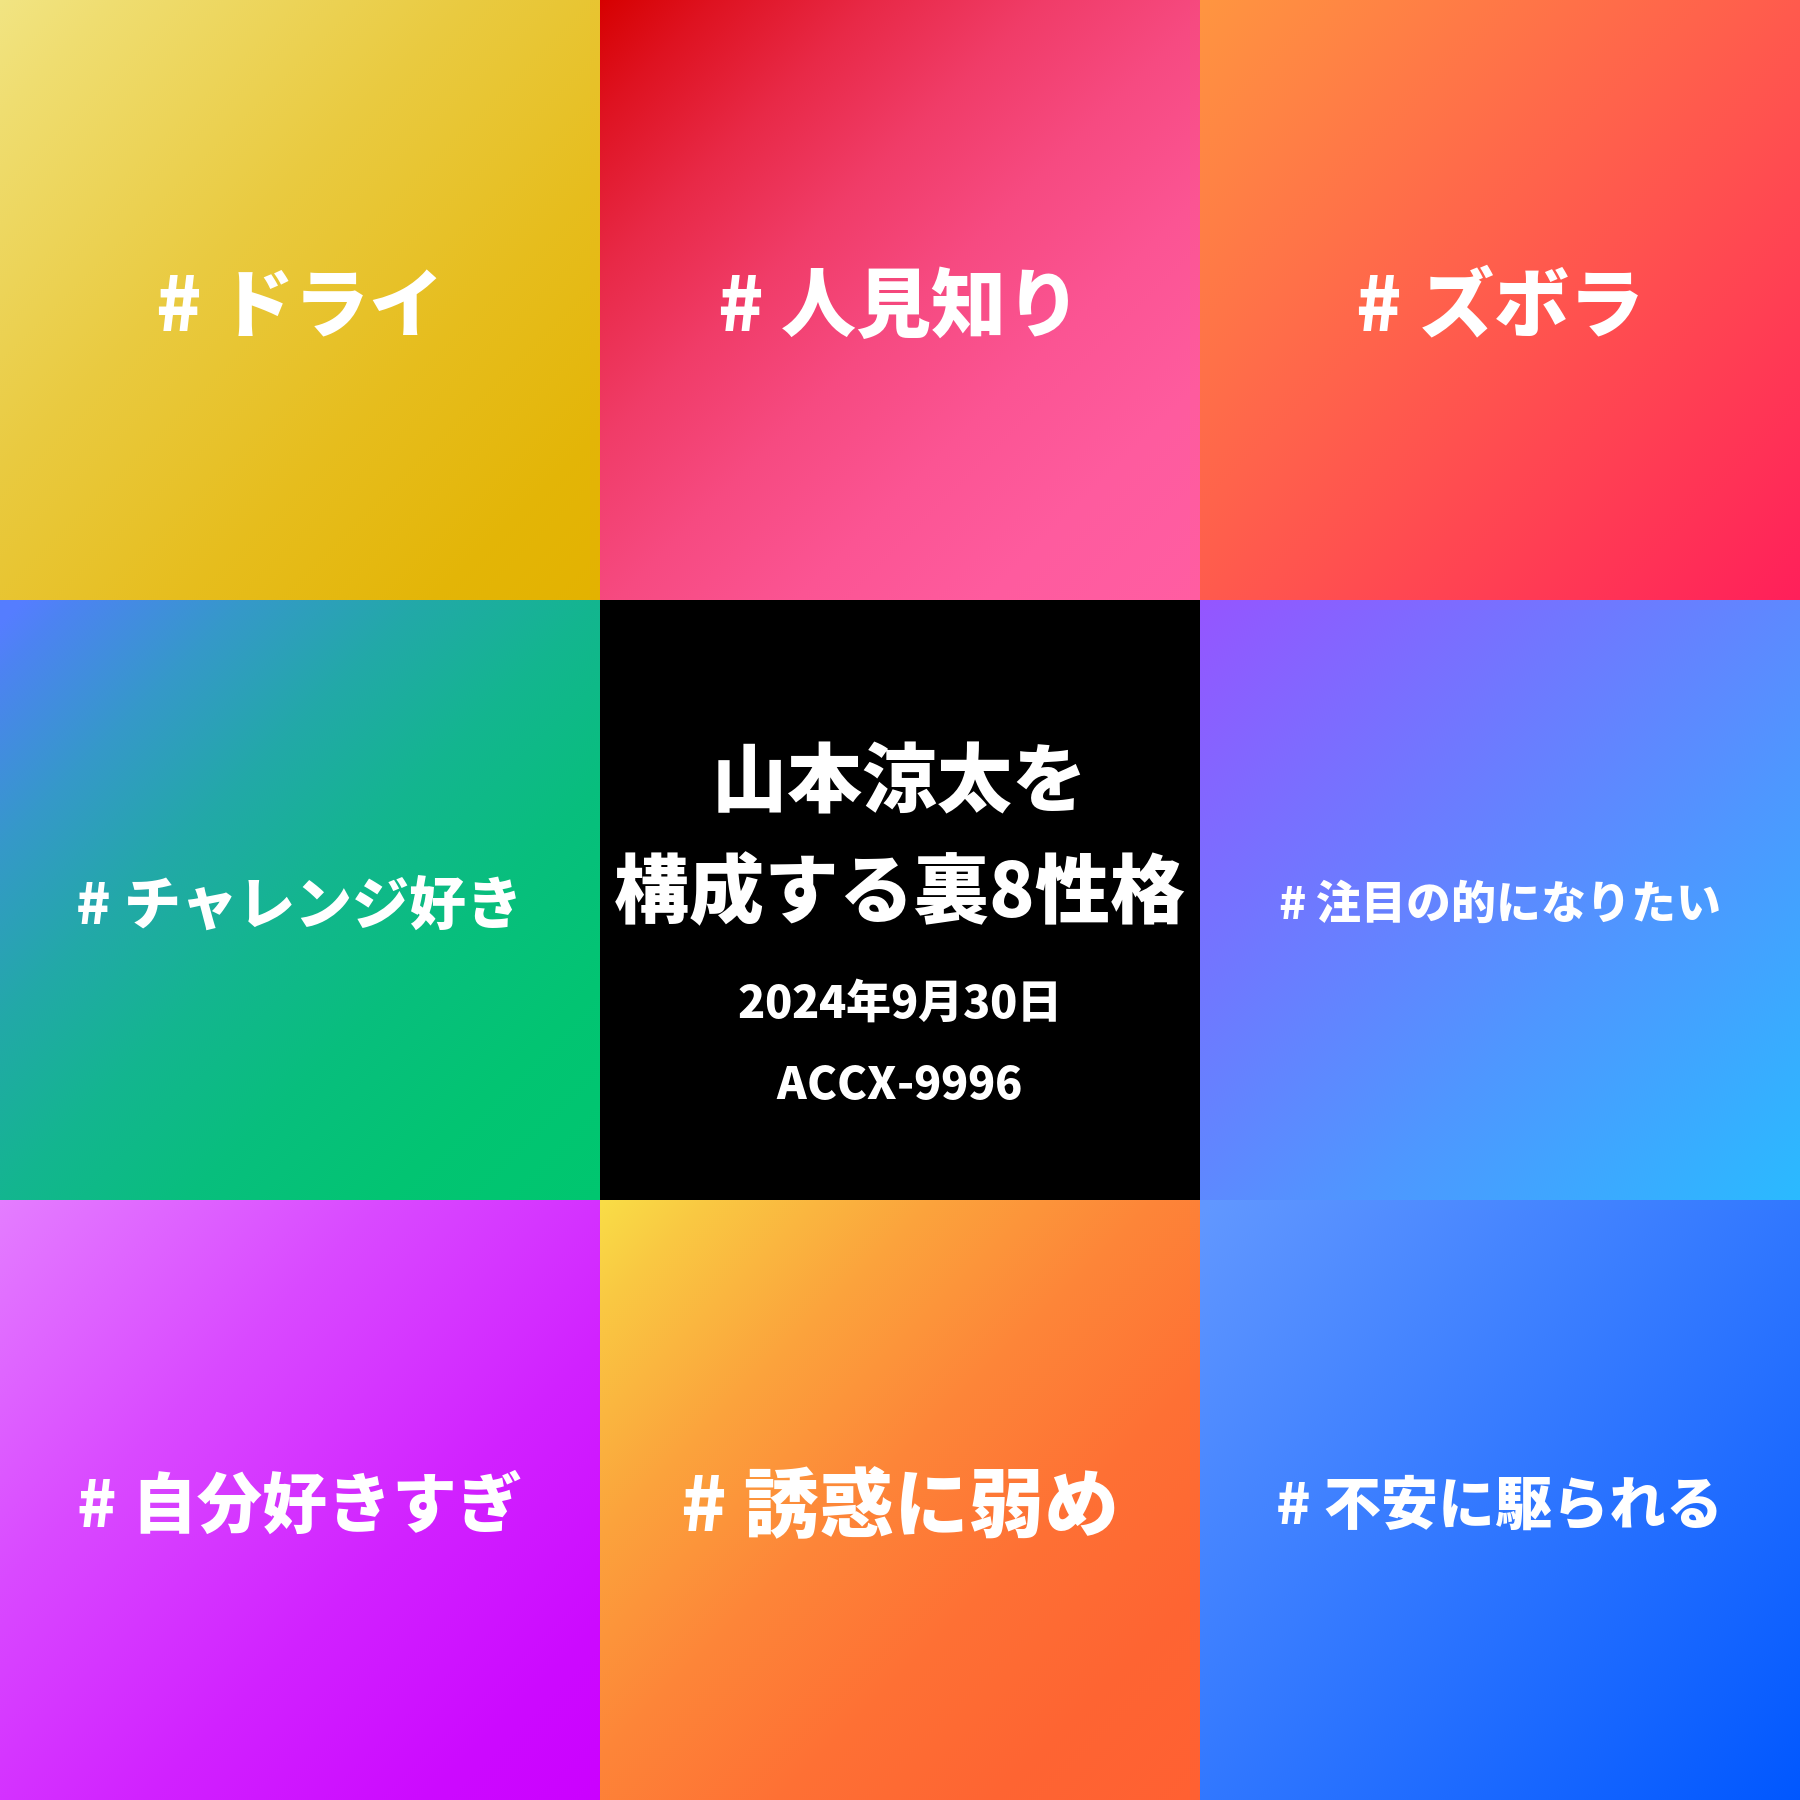 # ドライ
# 人見知り
# ズボラ
# チャレンジ好き
山本涼太を
構成する裏8性格
2024年9月30日
ACCX-9996
# 注目の的になりたい
# 自分好きすぎ
# 誘惑に弱め
# 不安に駆られる